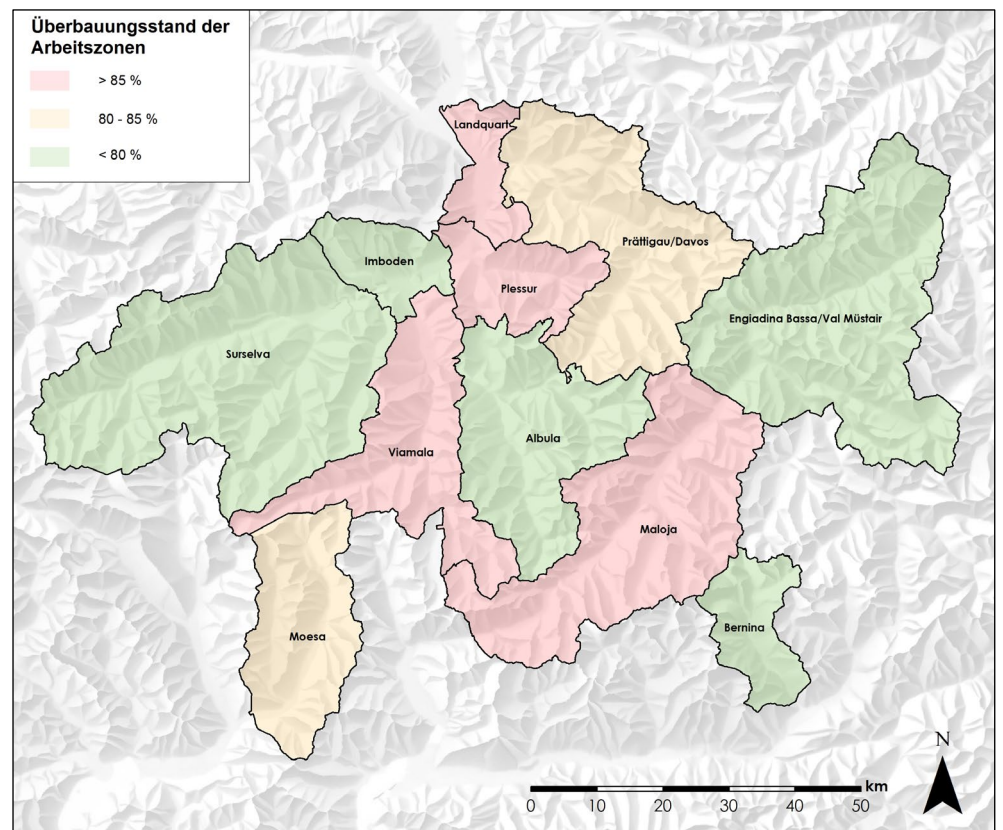 Überbauungsstand der
Arbeitszonen
> 85 %
80 - 85 %
< 80 %
Landquart
Prättigau/Davos
Imboden
Plessur
Engiadina Bassa/Val Müstair
Surselva
Albula
Viamala
Maloja
Bernina
Moesa
N
km
0 10 20 30 40 50